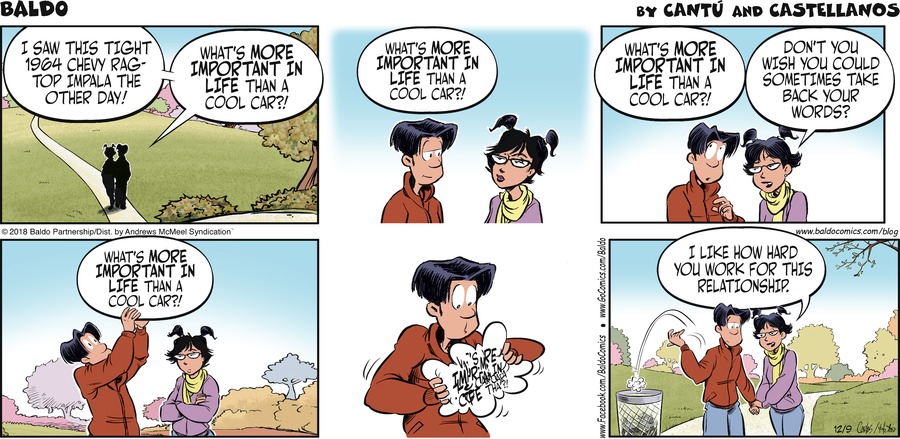 BALDO
BY CANTÚ AND CASTELLANOS
I SAW THIS TIGHT
1964 CHEVY RAG-
TOP IMPALA THE
OTHER DAY!
WHAT'S MORE
IMPORTANT IN
LIFE THAN A
COOL CAR?!
WHAT'S MORE
IMPORTANT IN
LIFE THAN A
COOL CAR?!
WHAT'S MORE
IMPORTANT IN
LIFE THAN A
COOL CAR?!
DON'T YOU
WISH YOU COULD
SOMETIMES TAKE
BACK YOUR
WORDS?
© 2018 Baldo Partnership/Dist. by Andrews McMeel Syndication
www.baldocomics.com/blog
WHAT'S MORE
IMPORTANT IN
LIFE THAN A
COOL CAR?!
www.Facebook.com/BaldoComics • www.GoComics.com/Baldo
I LIKE HOW HARD
YOU WORK FOR THIS
RELATIONSHIP.
12/9